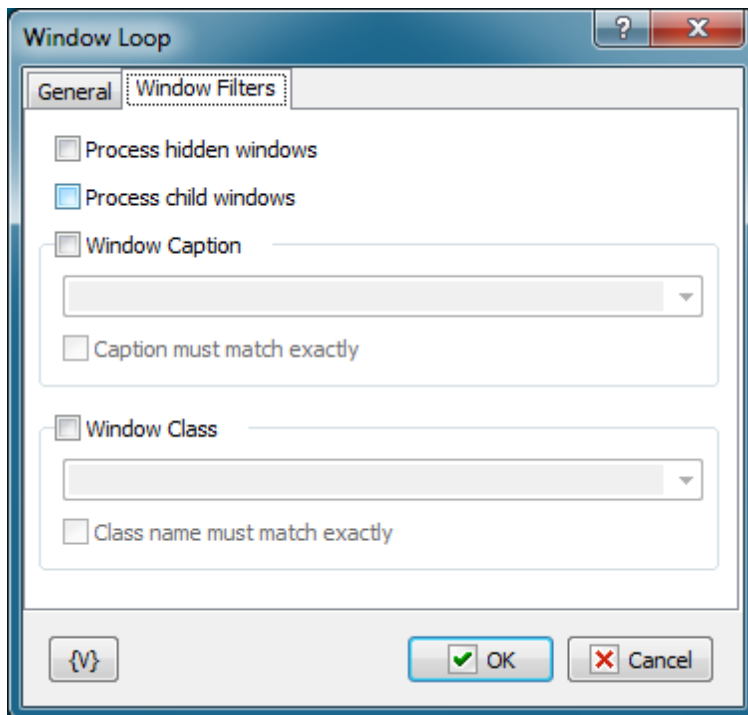 Window Loop
?
General Window Filters
Process hidden windows
Process child windows
Window Caption
Caption must match exactly
Window Class
Class name must match exactly
{V} OK Cancel